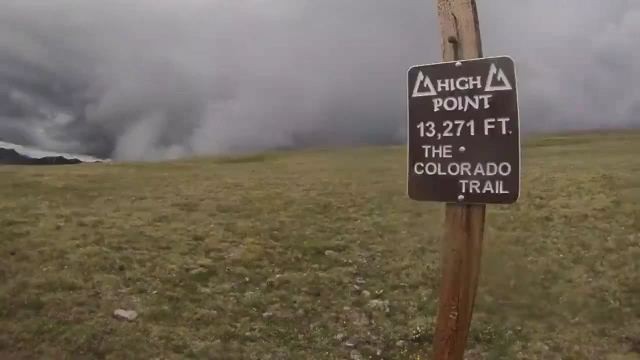 HIGH
POINT
13,271 FT.
THE
COLORADO
TRAIL